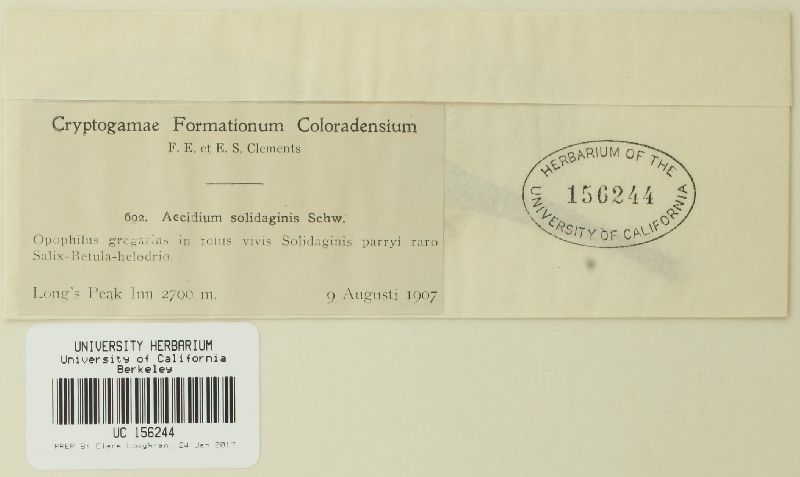 Cryptogamae Formationum Coloradensium
F. E. et E. S. Clements
602. Aecidium solidaginis Schw.
Opophilus gregarius in totus vivis Solidaginis parryi raro
Salix-Betula-helodrio.
Long's Peak Inn 2700 m.
9 Augusti 1907
HERBARIUM OF THE
156244
UNIVERSITY OF CALIFORNIA
UNIVERSITY HERBARIUM
University of California
Berkeley
UC 156244
PREP BY Clare Loughran, 24 Jan 2017